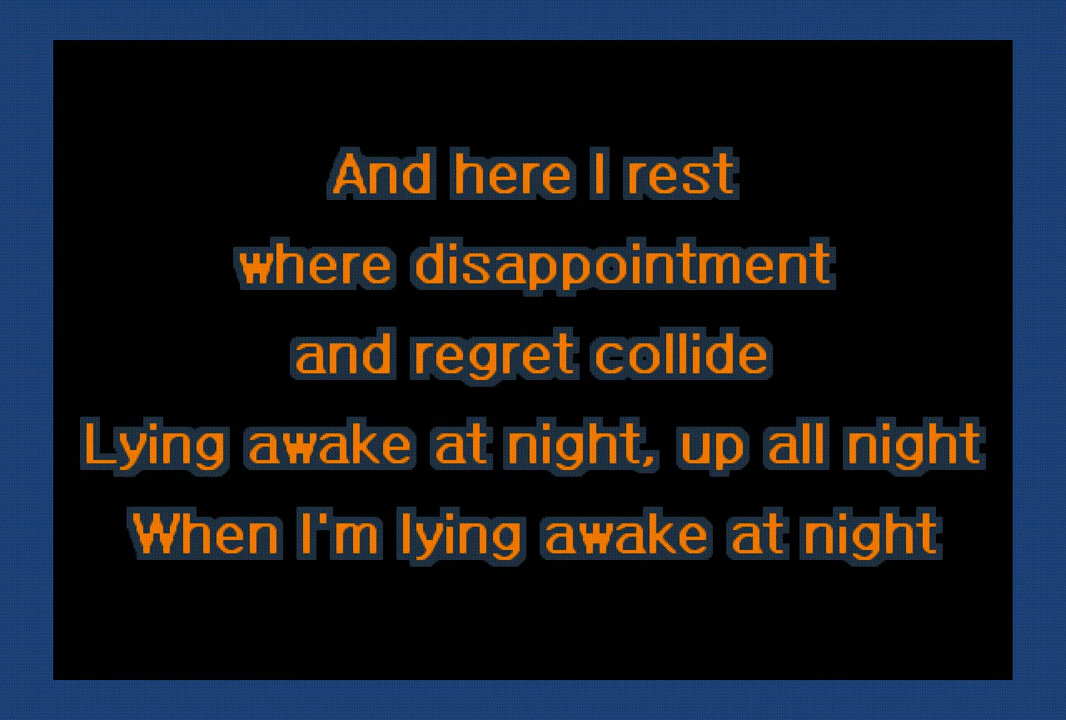 And here I rest
where disappointment
and regret collide
Lying awake at night, up all night
When I'm lying awake at night